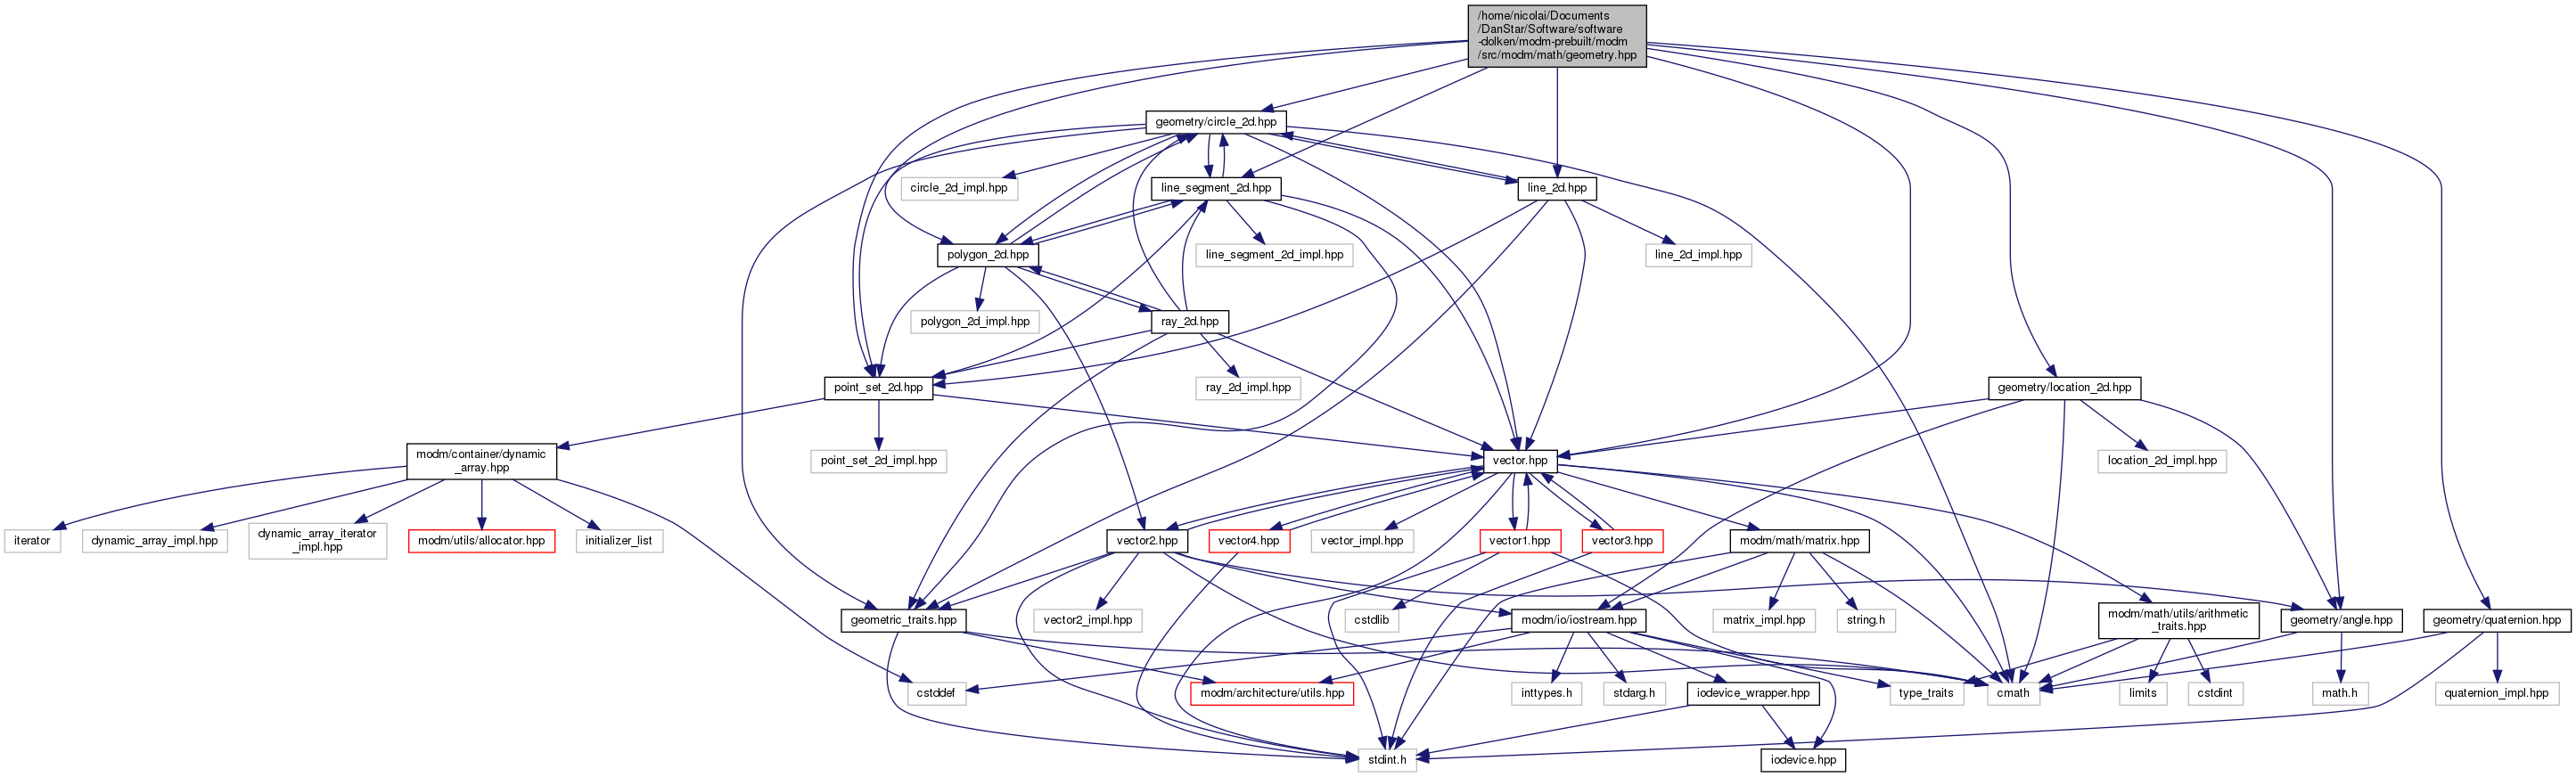 /home/nicolai/Documents
/DanStar/Software/software
-dolken/modm-prebuilt/modm
/src/modm/math/geometry.hpp
geometry/circle_2d.hpp
circle_2d_impl.hpp
line_segment_2d.hpp
line_2d.hpp
polygon_2d.hpp
line_segment_2d_impl.hpp
line_2d_impl.hpp
polygon_2d_impl.hpp
ray_2d.hpp
point_set_2d.hpp
ray_2d_impl.hpp
geometry/location_2d.hpp
modm/container/dynamic
_array.hpp
point_set_2d_impl.hpp
vector.hpp
location_2d_impl.hpp
iterator
dynamic_array_impl.hpp
dynamic_array_iterator
_impl.hpp
modm/utils/allocator.hpp
initializer_list
vector2.hpp
vector4.hpp
vector_impl.hpp
vector1.hpp
vector3.hpp
modm/math/matrix.hpp
geometric_traits.hpp
vector2_impl.hpp
cstdlib
modm/io/iostream.hpp
matrix_impl.hpp
string.h
modm/math/utils/arithmetic
_traits.hpp
geometry/angle.hpp
geometry/quaternion.hpp
cstddef
modm/architecture/utils.hpp
inttypes.h
stdarg.h
iodevice_wrapper.hpp
type_traits
cmath
limits
cstdint
math.h
quaternion_impl.hpp
stdint.h
iodevice.hpp